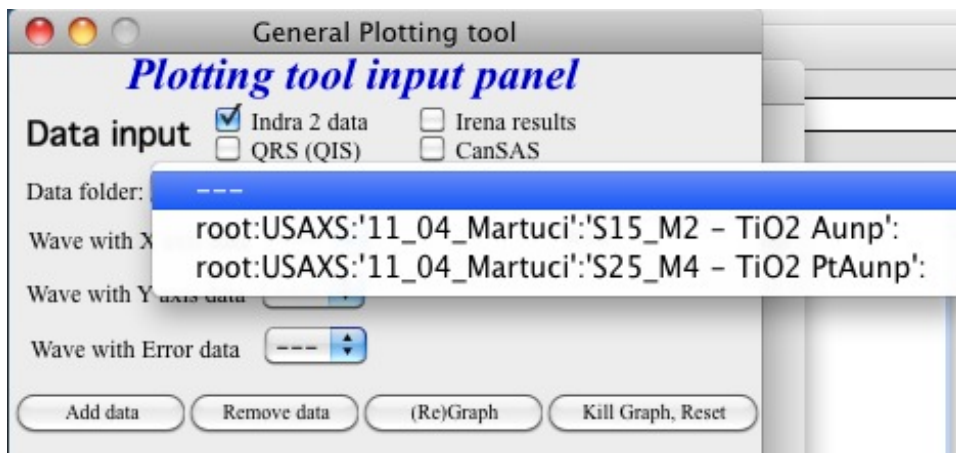 General Plotting tool
Plotting tool input panel
Data input
Indra 2 data
Irena results
QRS (QIS)
CanSAS
Data folder:
---
root:USAXS:'11_04_Martuci':'S15_M2 – TiO2 Aunp':
Wave with X
root:USAXS:'11_04_Martuci':'S25_M4 – TiO2 PtAunp':
Wave with Y axis data
Wave with Error data
---
Add data
Remove data
(Re)Graph
Kill Graph, Reset